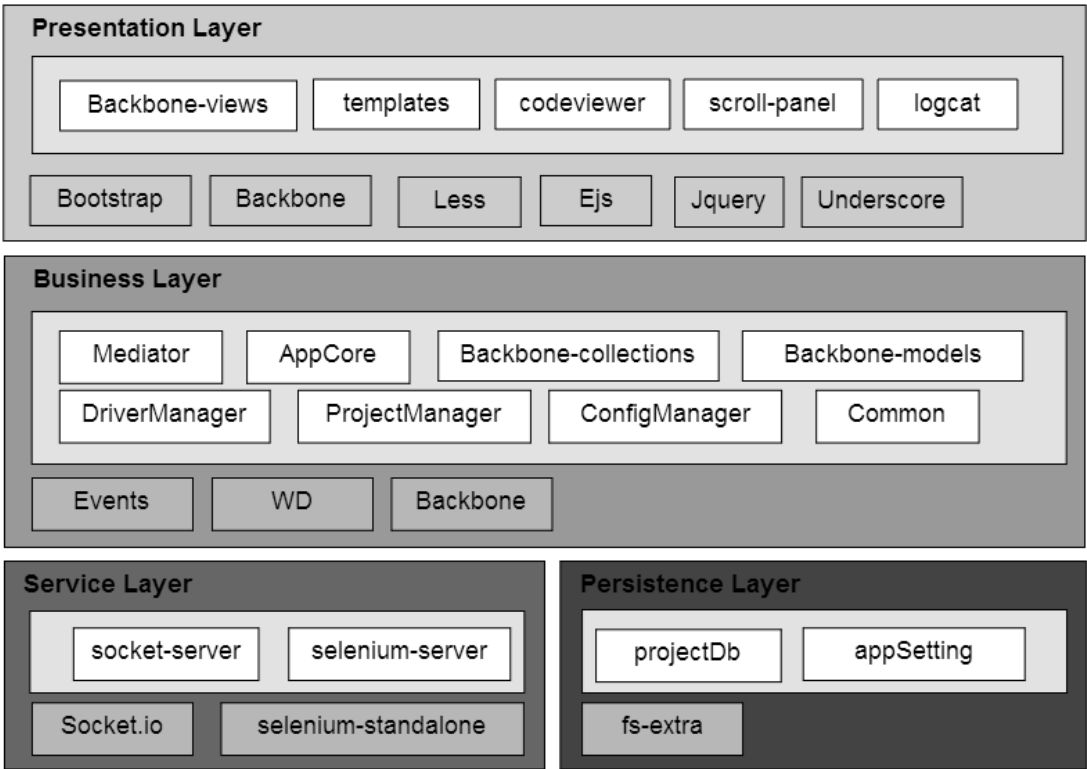 Presentation Layer
Backbone-views templates codeviewer scroll-panel logcat
Bootstrap Backbone Less Ejs Jquery Underscore
Business Layer
Mediator AppCore Backbone-collections Backbone-models
DriverManager ProjectManager ConfigManager Common
Events WD Backbone
Service Layer
socket-server selenium-server
Socket.io selenium-standalone
Persistence Layer
projectDb appSetting
fs-extra